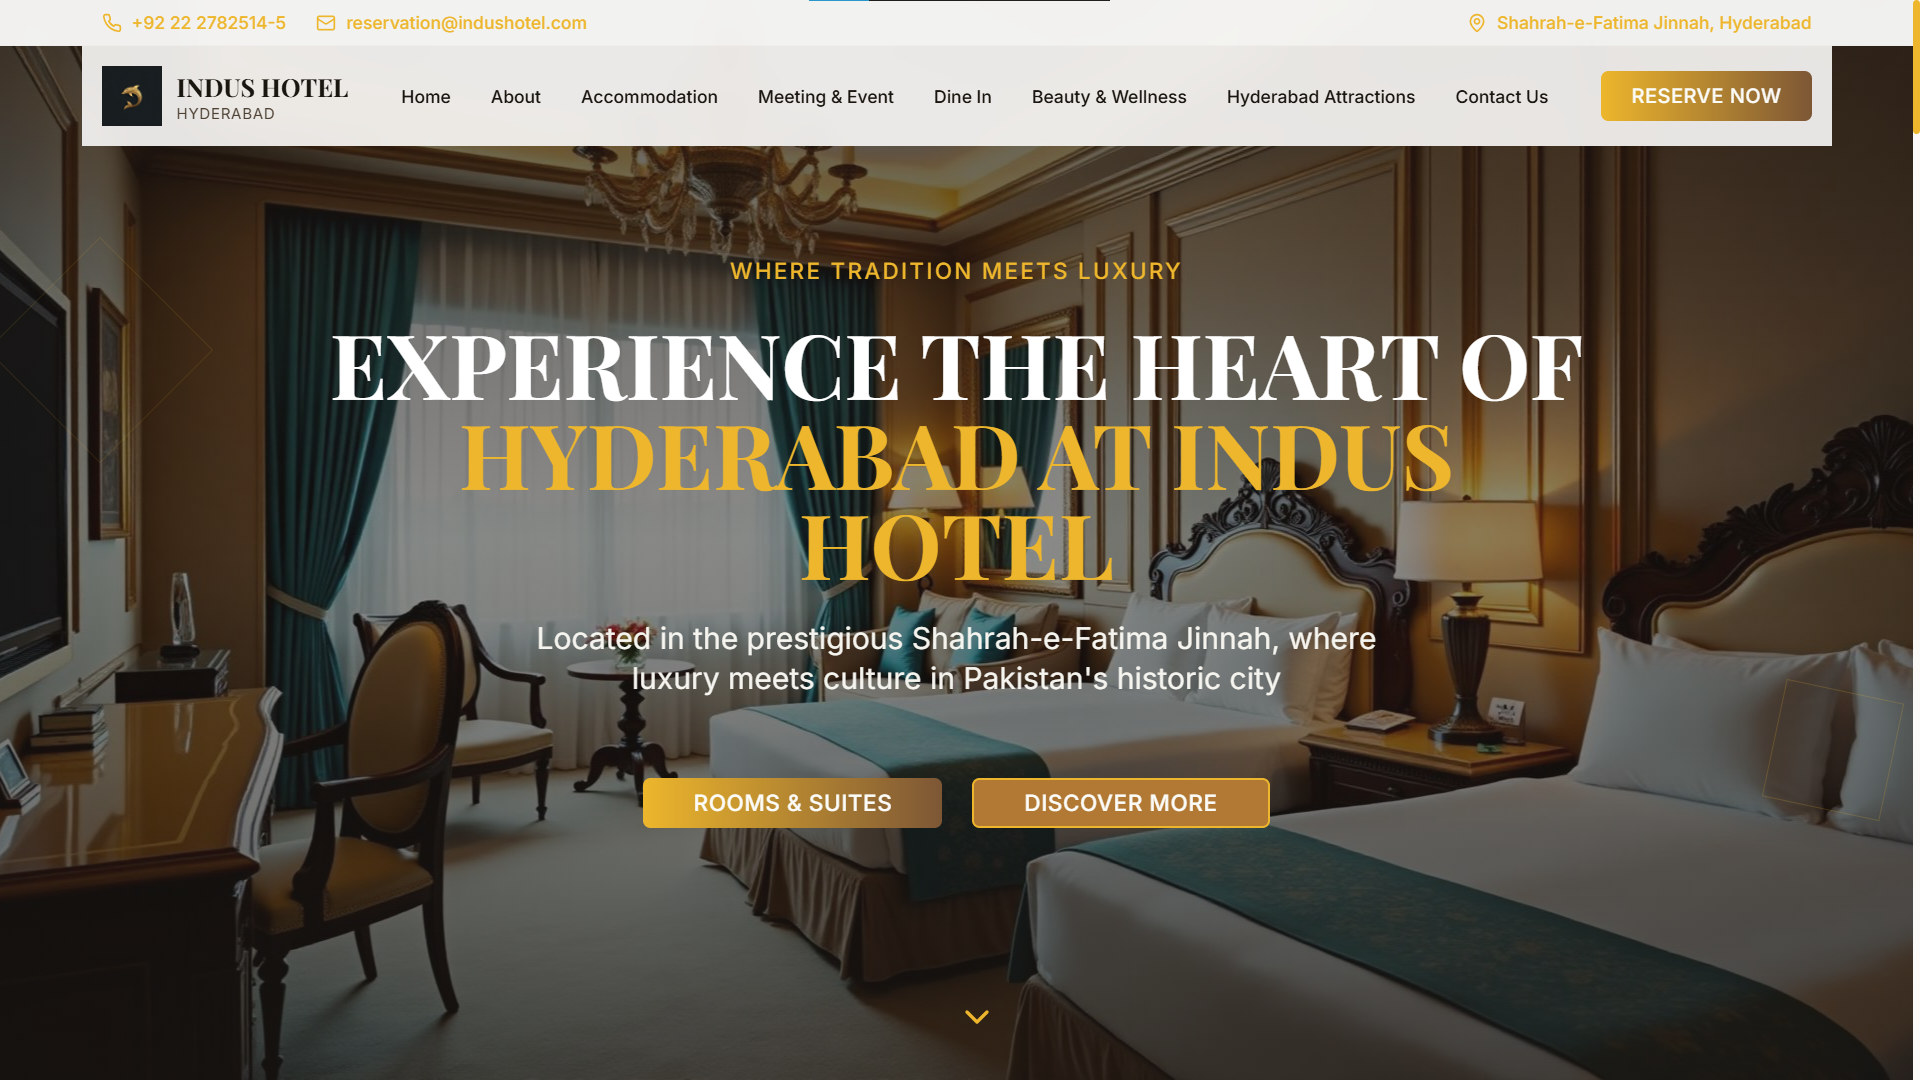 +92 22 2782514-5
reservation@indushotel.com
Shahrah-e-Fatima Jinnah, Hyderabad
INDUS HOTEL
HYDERABAD
Home
About
Accommodation
Meeting & Event
Dine In
Beauty & Wellness
Hyderabad Attractions
Contact Us
RESERVE NOW
WHERE TRADITION MEETS LUXURY
EXPERIENCE THE HEART OF
HYDERABAD AT INDUS
HOTEL
Located in the prestigious Shahrah-e-Fatima Jinnah, where
luxury meets culture in Pakistan's historic city
ROOMS & SUITES
DISCOVER MORE